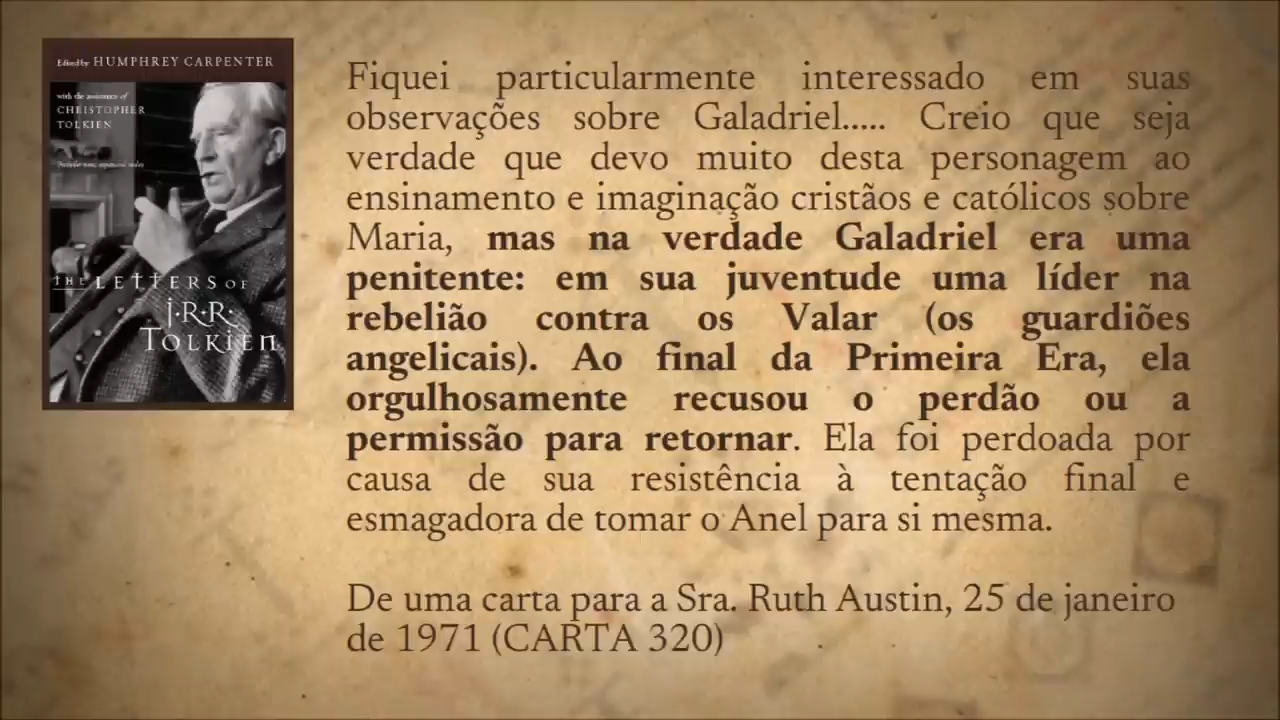 Edited by HUMPHREY CARPENTER
with the assistance of
CHRISTOPHER
TOLKIEN
THE LETTERS OF
J.R.R.
TOLKIEN
Fiquei particularmente interessado em suas
observações sobre Galadriel..... Creio que seja
verdade que devo muito desta personagem ao
ensinamento e imaginação cristãos e católicos sobre
Maria, mas na verdade Galadriel era uma
penitente: em sua juventude uma líder na
rebelião contra os Valar (os guardiões
angelicais). Ao final da Primeira Era, ela
orgulhosamente recusou o perdão ou a
permissão para retornar. Ela foi perdoada por
causa de sua resistência à tentação final e
esmagadora de tomar o Anel para si mesma.
De uma carta para a Sra. Ruth Austin, 25 de janeiro
de 1971 (CARTA 320)